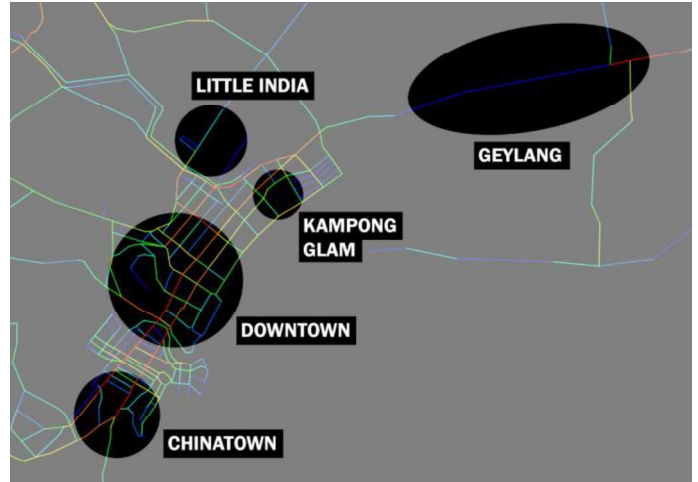 LITTLE INDIA
GEYLANG
KAMPONG
GLAM
DOWNTOWN
CHINATOWN